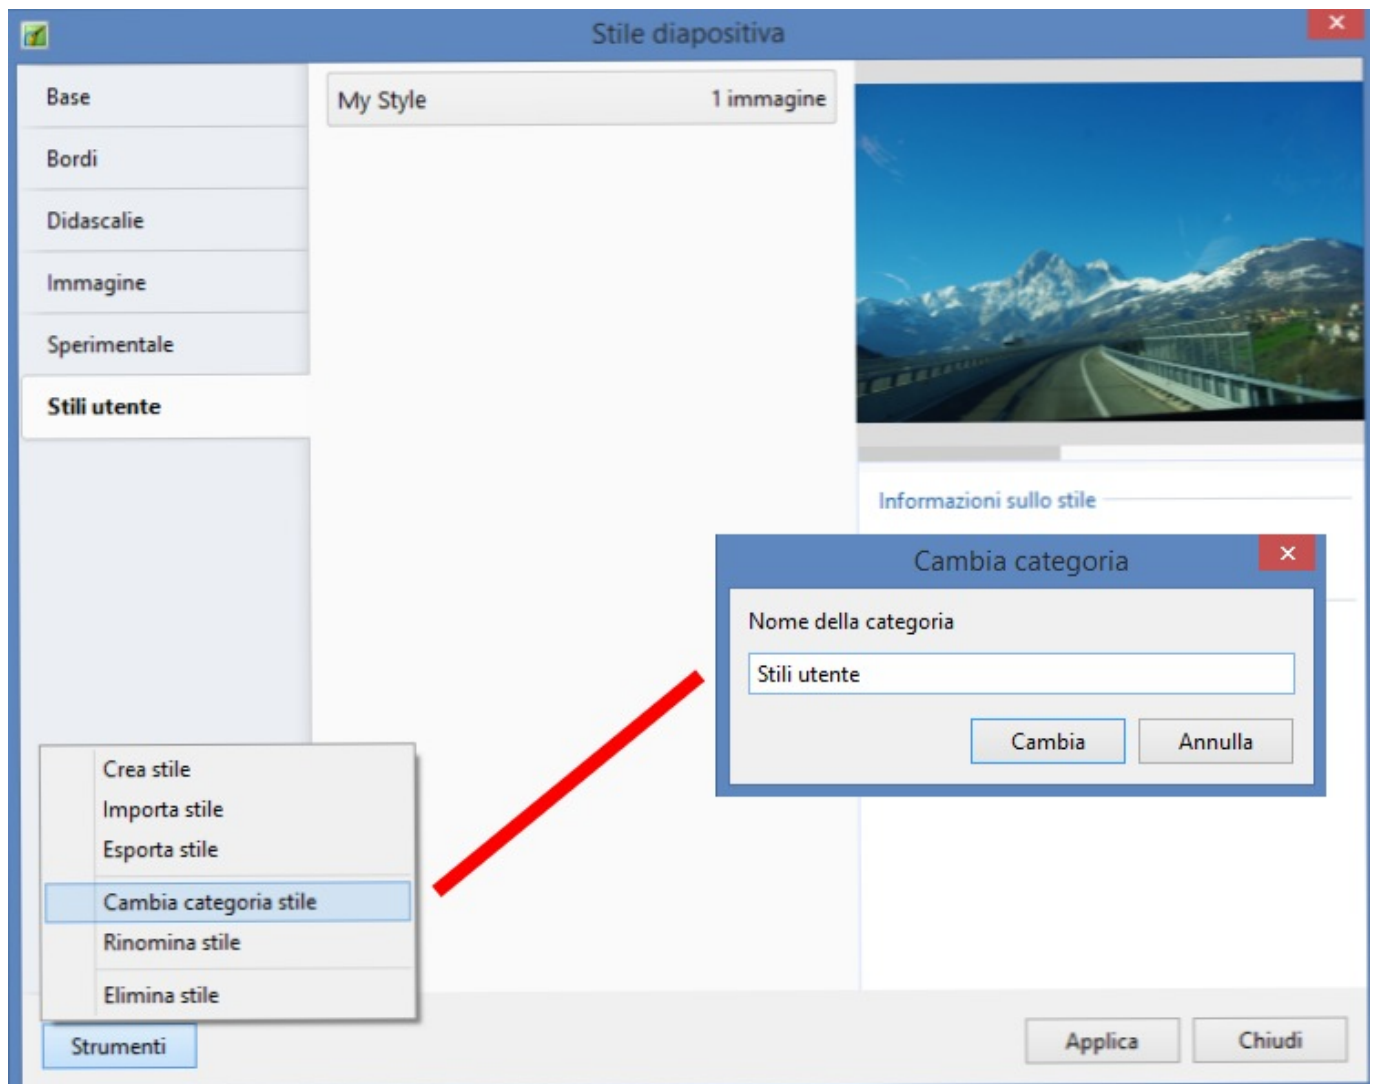 Stile diapositiva
Base
Bordi
Didascalie
Immagine
Sperimentale
Stili utente
My Style 1 immagine
Informazioni sullo stile
Cambia categoria
Nome della categoria
Stili utente
Cambia Annulla
Crea stile
Importa stile
Esporta stile
Cambia categoria stile
Rinomina stile
Elimina stile
Strumenti
Applica Chiudi